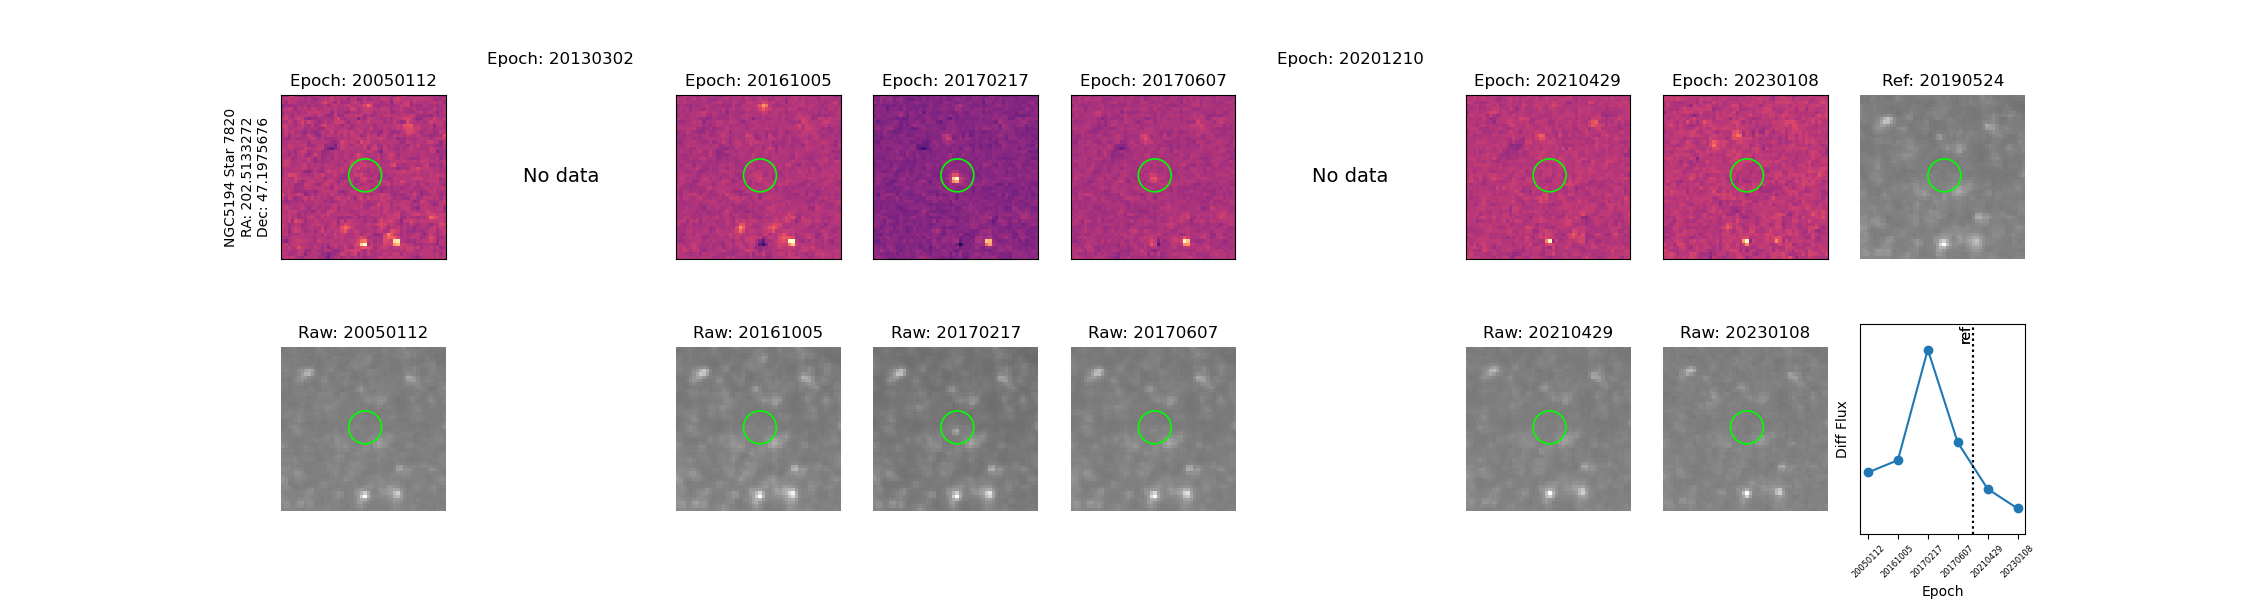 Epoch: 20130302
Epoch: 20201210
Epoch: 20050112
Epoch: 20161005
Epoch: 20170217
Epoch: 20170607
Epoch: 20210429
Epoch: 20230108
Ref: 20190524
NGC5194 Star 7820
RA: 202.5133272
Dec: 47.1975676
No data
No data
Raw: 20050112
Raw: 20161005
Raw: 20170217
Raw: 20170607
Raw: 20210429
Raw: 20230108
ref
Diff Flux
20050112
20161005
20170217
20170607
20210429
20230108
Epoch